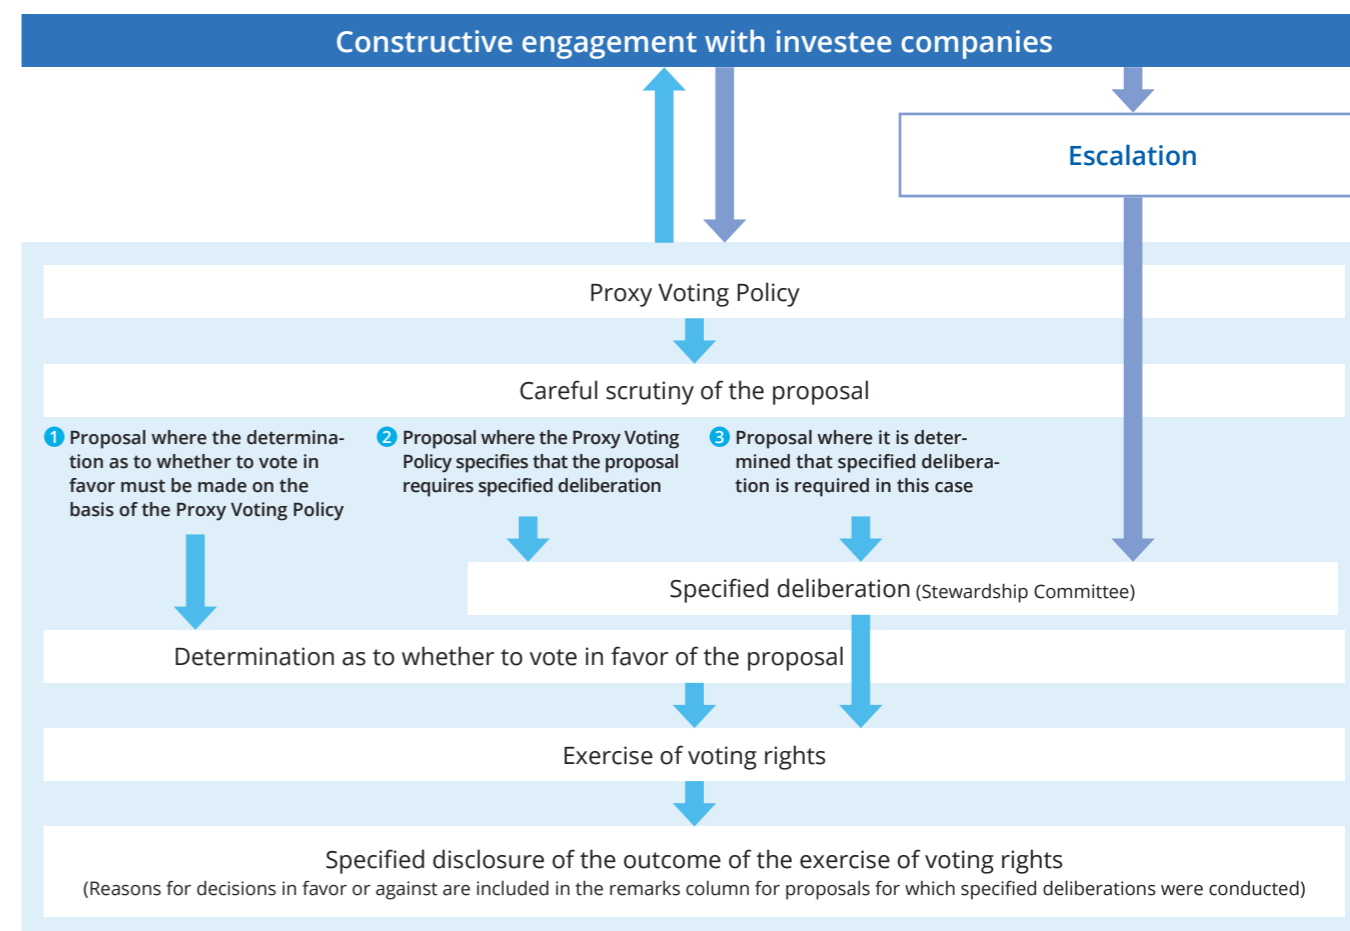 Constructive engagement with investee companies
Escalation
Proxy Voting Policy
Careful scrutiny of the proposal
1 Proposal where the determina-
tion as to whether to vote in
favor must be made on the
basis of the Proxy Voting Policy
2 Proposal where the Proxy Voting
Policy specifies that the proposal
requires specified deliberation
3 Proposal where it is deter-
mined that specified delibera-
tion is required in this case
Specified deliberation (Stewardship Committee)
Determination as to whether to vote in favor of the proposal
Exercise of voting rights
Specified disclosure of the outcome of the exercise of voting rights
(Reasons for decisions in favor or against are included in the remarks column for proposals for which specified deliberations were conducted)